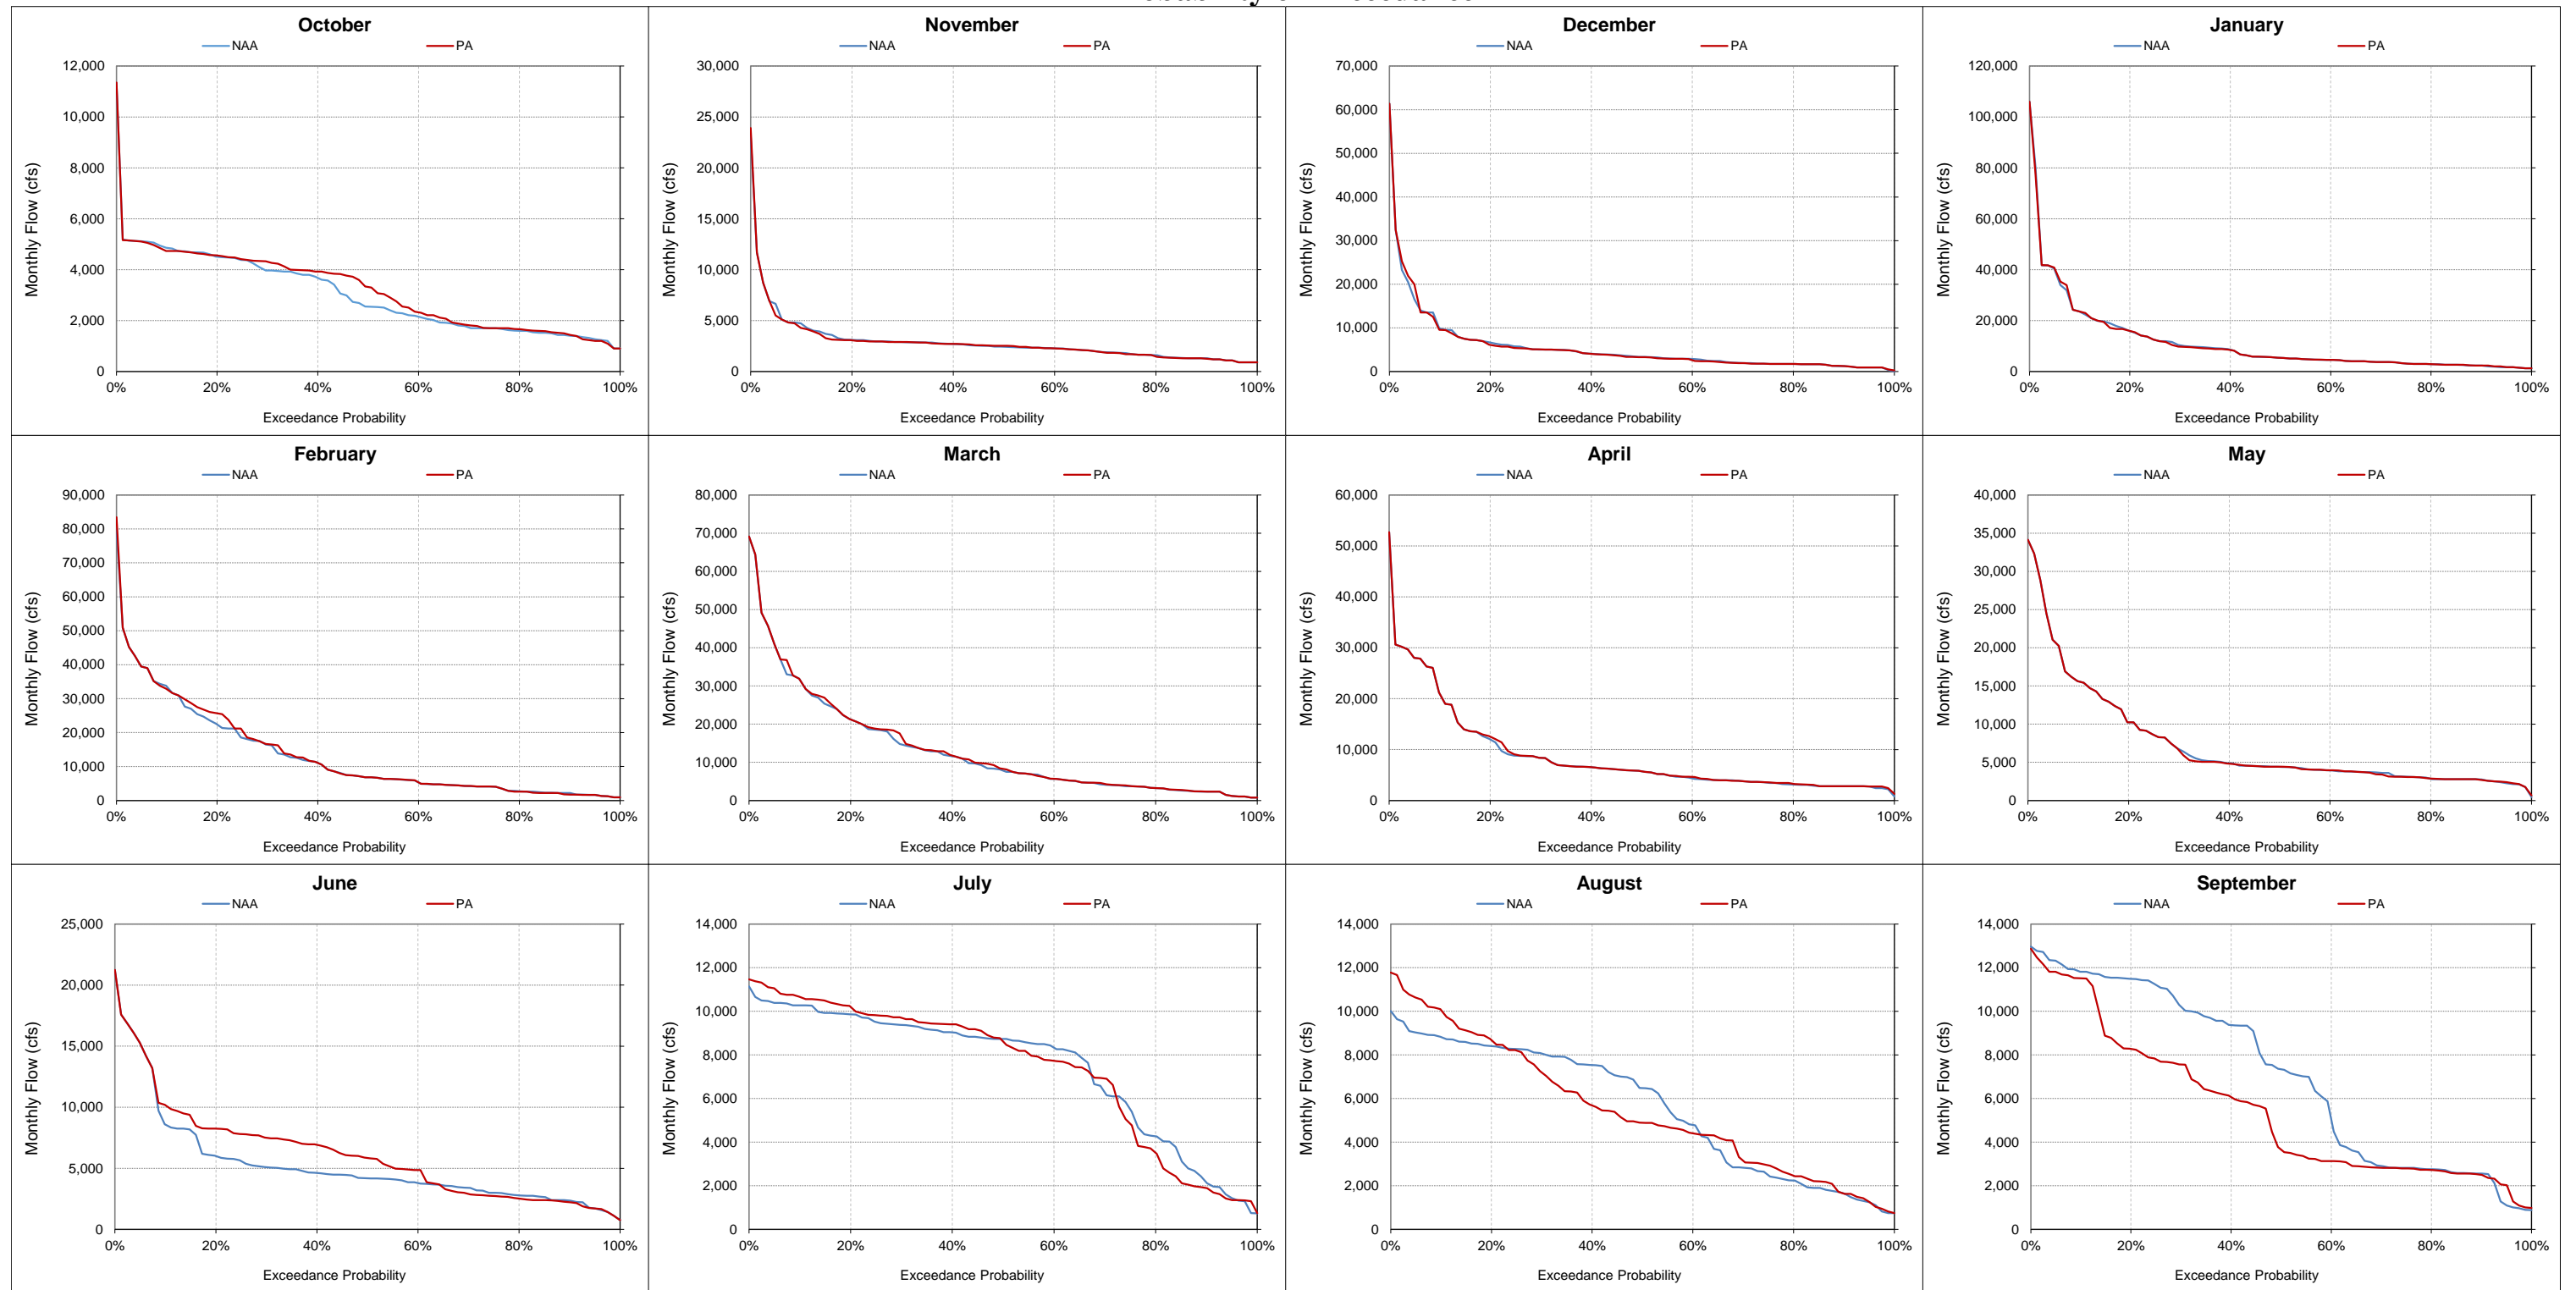 October
NAA PA
12,000
10,000
8,000
6,000
4,000
2,000
0
0% 20% 40% 60% 80% 100%
Monthly Flow (cfs)
Exceedance Probability
November
NAA PA
30,000
25,000
20,000
15,000
10,000
5,000
0
0% 20% 40% 60% 80% 100%
Monthly Flow (cfs)
Exceedance Probability
December
NAA PA
70,000
60,000
50,000
40,000
30,000
20,000
10,000
0
0% 20% 40% 60% 80% 100%
Monthly Flow (cfs)
Exceedance Probability
January
NAA PA
120,000
100,000
80,000
60,000
40,000
20,000
0
0% 20% 40% 60% 80% 100%
Monthly Flow (cfs)
Exceedance Probability
February
NAA PA
90,000
80,000
70,000
60,000
50,000
40,000
30,000
20,000
10,000
0
0% 20% 40% 60% 80% 100%
Monthly Flow (cfs)
Exceedance Probability
March
NAA PA
80,000
70,000
60,000
50,000
40,000
30,000
20,000
10,000
0
0% 20% 40% 60% 80% 100%
Monthly Flow (cfs)
Exceedance Probability
April
NAA PA
60,000
50,000
40,000
30,000
20,000
10,000
0
0% 20% 40% 60% 80% 100%
Monthly Flow (cfs)
Exceedance Probability
May
NAA PA
40,000
35,000
30,000
25,000
20,000
15,000
10,000
5,000
0
0% 20% 40% 60% 80% 100%
Monthly Flow (cfs)
Exceedance Probability
June
NAA PA
25,000
20,000
15,000
10,000
5,000
0
0% 20% 40% 60% 80% 100%
Monthly Flow (cfs)
Exceedance Probability
July
NAA PA
14,000
12,000
10,000
8,000
6,000
4,000
2,000
0
0% 20% 40% 60% 80% 100%
Monthly Flow (cfs)
Exceedance Probability
August
NAA PA
14,000
12,000
10,000
8,000
6,000
4,000
2,000
0
0% 20% 40% 60% 80% 100%
Monthly Flow (cfs)
Exceedance Probability
September
NAA PA
14,000
12,000
10,000
8,000
6,000
4,000
2,000
0
0% 20% 40% 60% 80% 100%
Monthly Flow (cfs)
Exceedance Probability